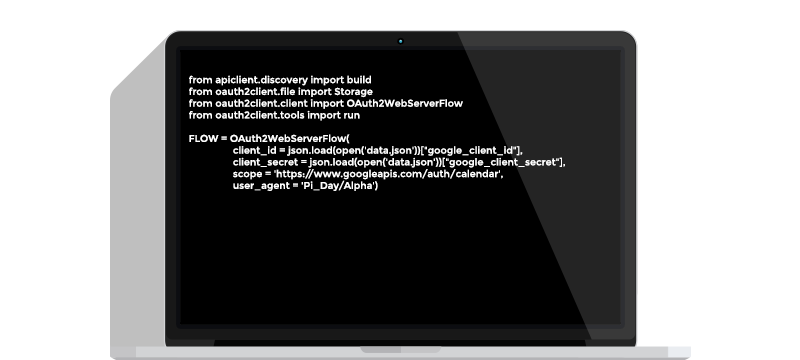 from apiclient.discovery import build
from oauth2client.file import Storage
from oauth2client.client import OAuth2WebServerFlow
from oauth2client.tools import run
FLOW = OAuth2WebServerFlow(
client_id = json.load(open('data.json'))["google_client_id"],
client_secret = json.load(open('data.json'))["google_client_secret"],
scope = 'https://www.googleapis.com/auth/calendar',
user_agent = 'Pi_Day/Alpha')